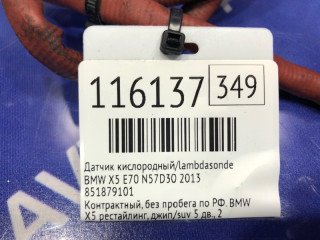 116137 349
Датчик кислородный/lambdasonde
BMW X5 E70 N57D30 2013
851879101
Контрактный, без пробега по РФ. BMW
X5 рестайлинг, джип/suv 5 дв., 2